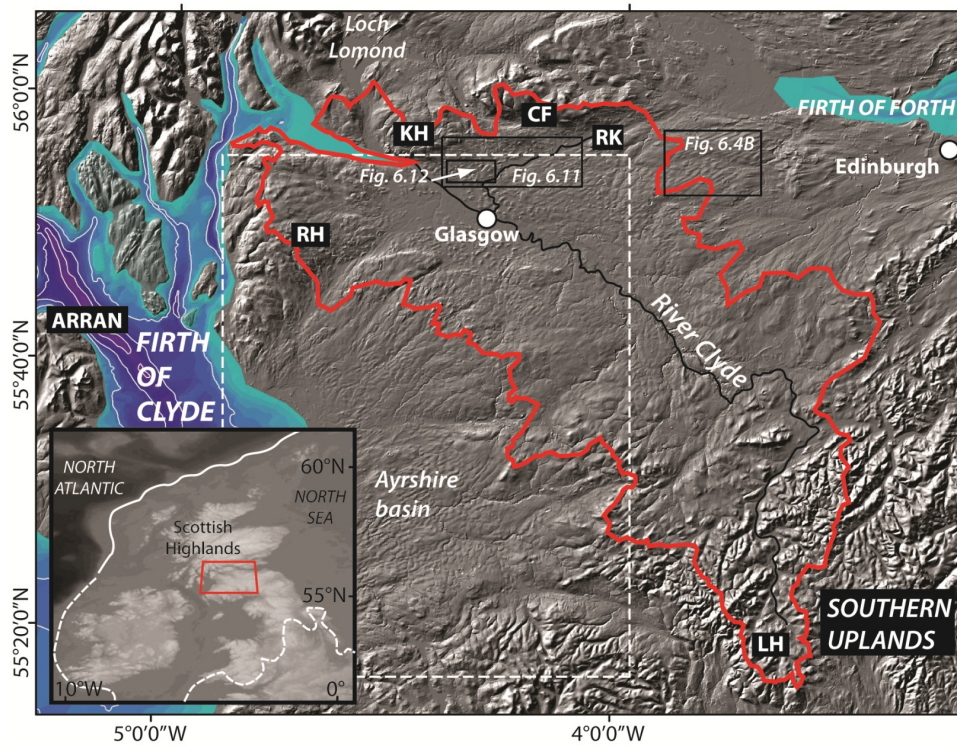 Loch
Lomond
56°0'0"N
KH
CF
RK
FIRTH OF FORTH
Fig. 6.4B
Edinburgh
Fig. 6.12
Fig. 6.11
Glasgow
RH
ARRAN
FIRTH
OF
CLYDE
River Clyde
55°40'0"N
Ayrshire
basin
NORTH
ATLANTIC
60°N
NORTH
SEA
Scottish
Highlands
55°N
10°W
0°
55°20'0"N
SOUTHERN
UPLANDS
LH
5°0'0"W
4°0'0"W